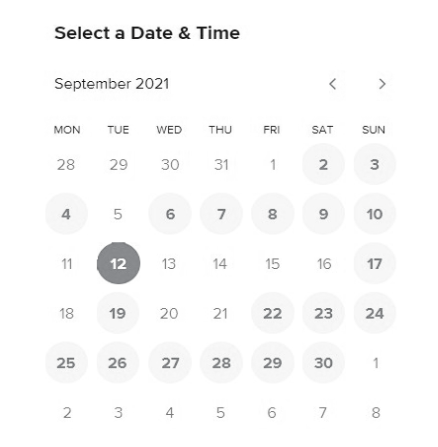 Select a Date & Time
September 2021
MON TUE WED THU FRI SAT SUN
28 29 30 31 1 2 3
4 5 6 7 8 9 10
11 12 13 14 15 16 17
18 19 20 21 22 23 24
25 26 27 28 29 30 1
2 3 4 5 6 7 8